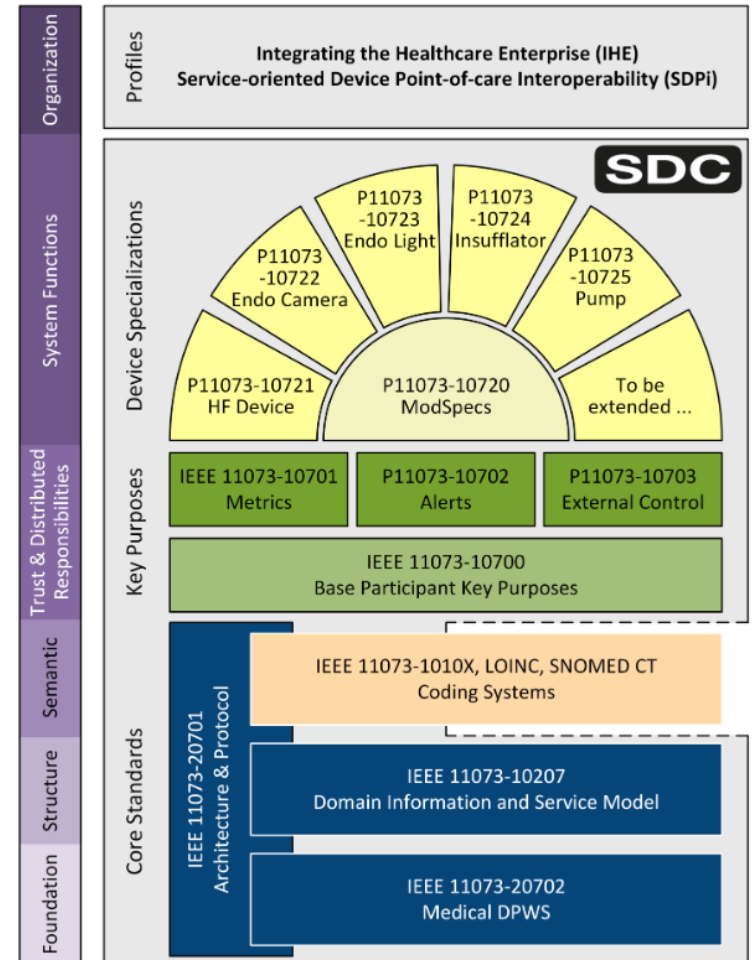 Organization
Profiles
Integrating the Healthcare Enterprise (IHE)
Service-oriented Device Point-of-care Interoperability (SDPi)
SDC
System Functions
Device Specializations
P11073-10721
HF Device
P11073
-10722
Endo Camera
P11073
-10723
Endo Light
P11073
-10724
Insufflator
P11073
-10725
Pump
To be
extended ...
P11073-10720
ModSpecs
Trust & Distributed
Responsibilities
Key Purposes
IEEE 11073-10701
Metrics
P11073-10702
Alerts
P11073-10703
External Control
IEEE 11073-10700
Base Participant Key Purposes
Semantic
Structure
Foundation
Core Standards
IEEE 11073-20701
Architecture & Protocol
IEEE 11073-1010X, LOINC, SNOMED CT
Coding Systems
IEEE 11073-10207
Domain Information and Service Model
IEEE 11073-20702
Medical DPWS